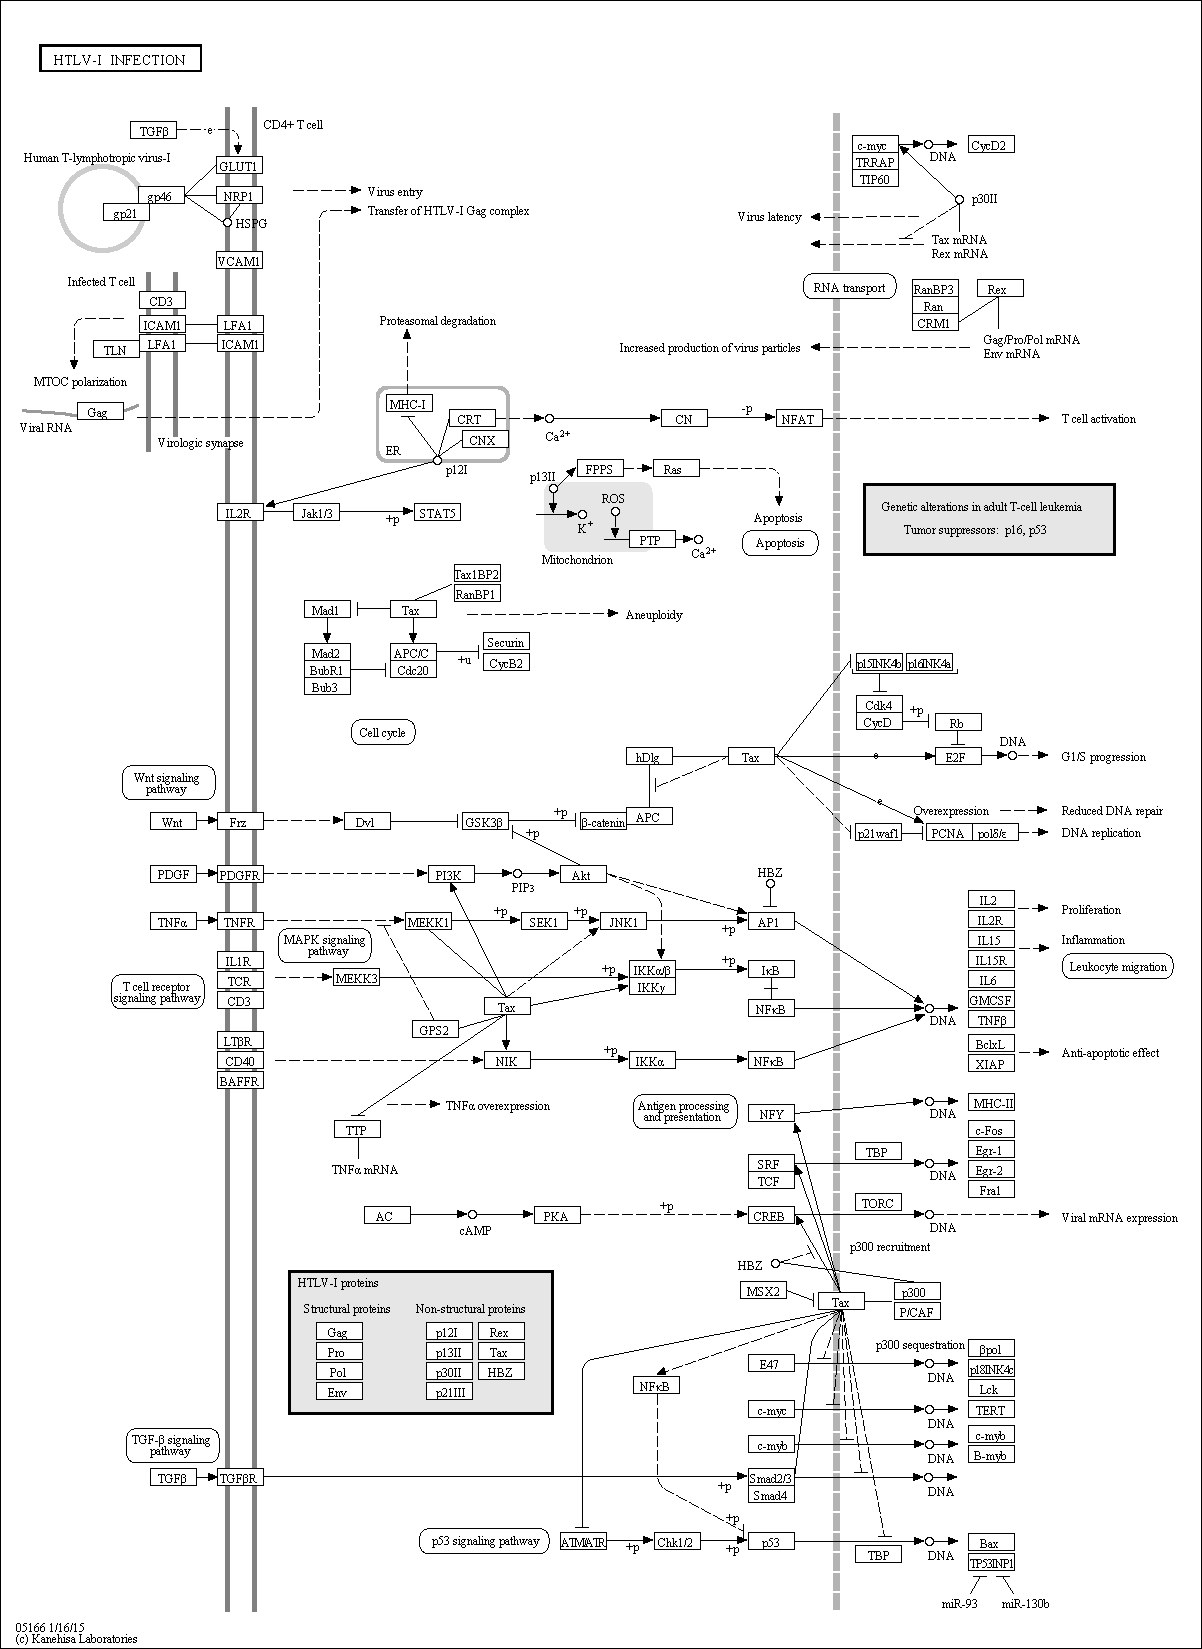 HTLV-I INFECTION
TGFβ
e
CD4+ T cell
Human T-lymphotropic virus-I
GLUT1
gp46
NRP1
gp21
HSPG
VCAM1
Virus entry
Transfer of HTLV-I Gag complex
c-myc
TRRAP
TIP60
DNA
CycD2
p30II
Virus latency
Tax mRNA
Rex mRNA
Infected T cell
CD3
ICAM1
LFA1
TLN
LFA1
ICAM1
MTOC polarization
Gag
Viral RNA
Virologic synapse
RNA transport
RanBP3
Ran
CRM1
Rex
Gag/Pro/Pol mRNA
Env mRNA
Increased production of virus particles
Proteasomal degradation
MHC-I
CRT
CNX
ER
p12I
Ca2+
CN
-p
NFAT
T cell activation
p13II
FPPS
Ras
ROS
K+
PTP
Ca2+
Mitochondrion
Apoptosis
Apoptosis
IL2R
Jak1/3
+p
STAT5
Genetic alterations in adult T-cell leukemia
Tumor suppressors: p16, p53
Tax1BP2
RanBP1
Mad1
Tax
Aneuploidy
Mad2
BubR1
Bub3
APC/C
Cdc20
+u
Securin
CycB2
Cell cycle
p15INK4b
p16INK4a
Cdk4
CycD
+p
Rb
hDlg
Tax
e
E2F
DNA
G1/S progression
Wnt signaling
pathway
Wnt
Frz
Dvl
GSK3β
+p
+p
β-catenin
APC
e
Overexpression
Reduced DNA repair
p21waf1
PCNA
polδ/ε
DNA replication
PDGF
PDGFR
PI3K
PIP3
Akt
HBZ
TNFα
TNFR
MEKK1
+p
SEK1
+p
JNK1
+p
AP1
MAPK signaling
pathway
IL1R
TCR
CD3
T cell receptor
signaling pathway
MEKK3
+p
IKKα/β
IKKγ
+p
IκB
NFκB
Tax
GPS2
DNA
IL2
IL2R
IL15
IL15R
IL6
GMCSF
TNFβ
BclxL
XIAP
Proliferation
Inflammation
Leukocyte migration
Anti-apoptotic effect
LTβR
CD40
BAFFR
NIK
+p
IKKα
NFκB
TNFα overexpression
TTP
TNFα mRNA
Antigen processing
and presentation
NFY
DNA
MHC-II
SRF
TCF
TBP
DNA
c-Fos
Egr-1
Egr-2
Fra1
AC
cAMP
PKA
+p
CREB
TORC
DNA
Viral mRNA expression
p300 recruitment
HBZ
MSX2
Tax
p300
P/CAF
HTLV-I proteins
Structural proteins
Non-structural proteins
Gag
p12I
Rex
Pro
p13II
Tax
Pol
p30II
HBZ
Env
p21III
p300 sequestration
E47
DNA
βpol
p18INK4c
Lck
NFκB
c-myc
DNA
TERT
c-myb
DNA
c-myb
B-myb
TGF-β signaling
pathway
TGFβ
TGFβR
+p
Smad2/3
Smad4
DNA
p53 signaling pathway
ATM/ATR
+p
Chk1/2
+p
+p
p53
TBP
DNA
Bax
TP53INP1
miR-93
miR-130b
05166 1/16/15
(c) Kanehisa Laboratories